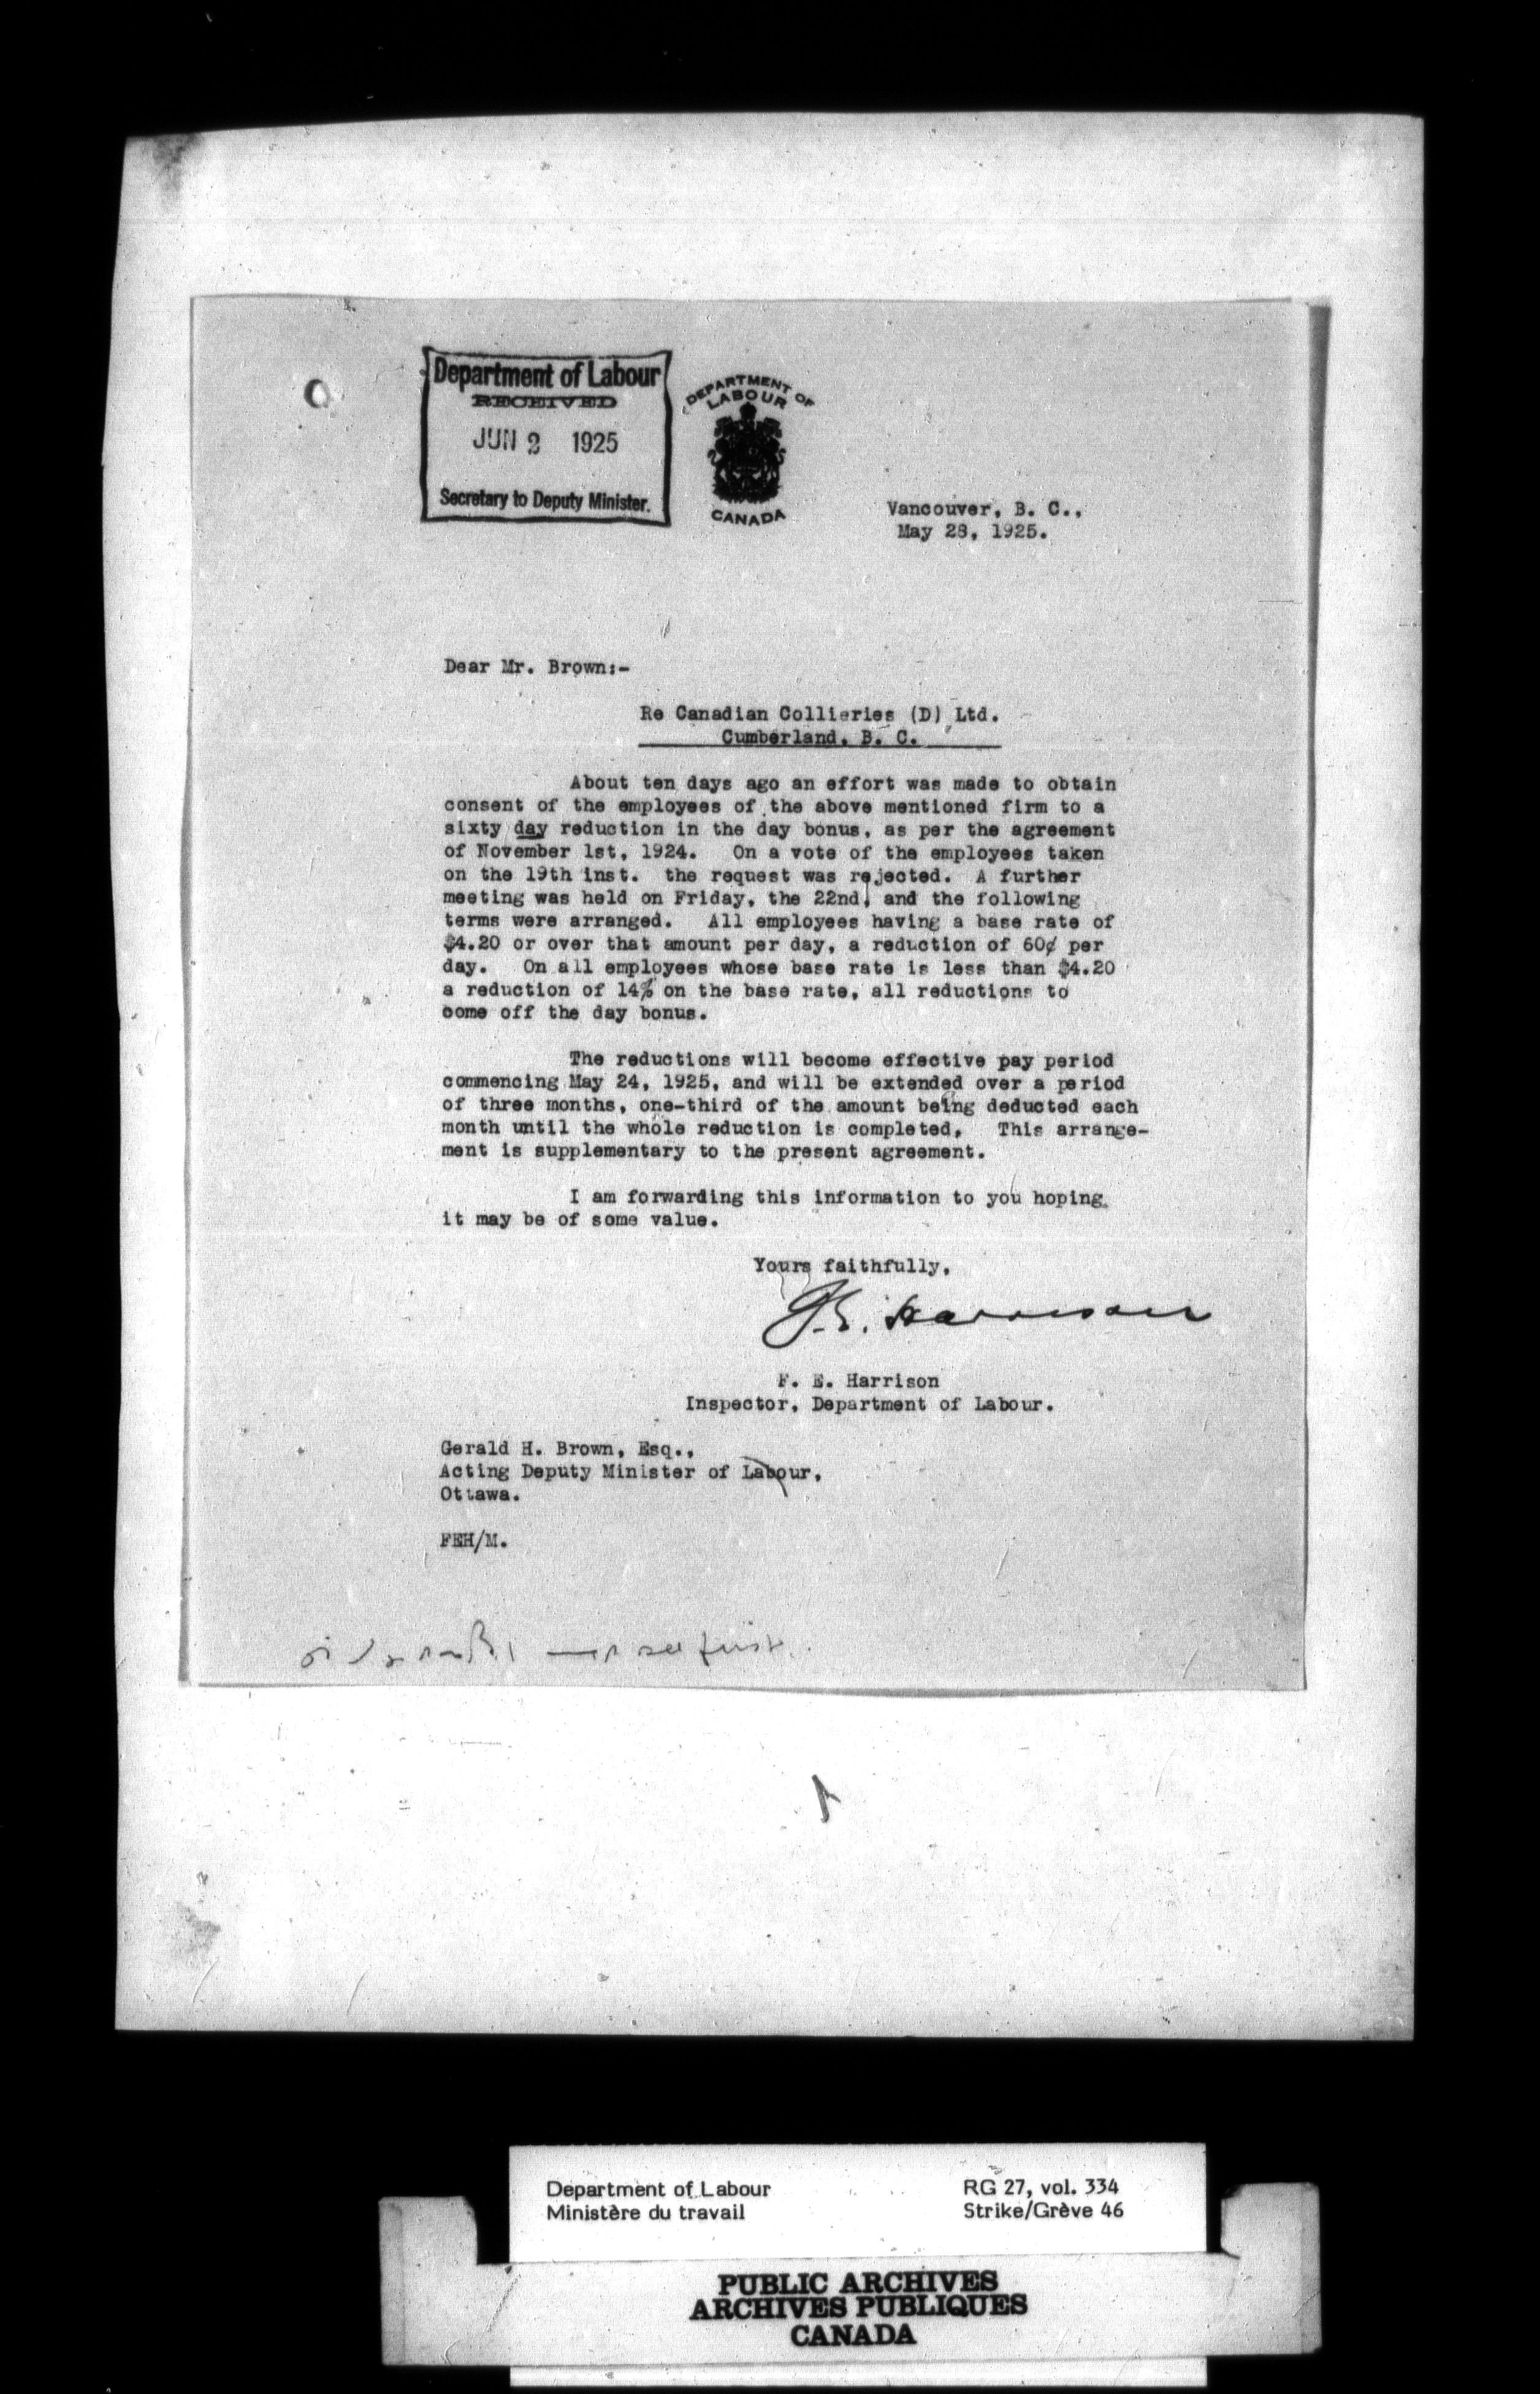 Department of Labour
RECEIVED
JUN 2 1925
Secretary to Deputy Minister.
DEPARTMENT OF
LABOUR
CANADA
Vancouver, B. C.,
May 28, 1925.
Dear Mr. Brown:-
Re Canadian Collieries (D) Ltd.
Cumberland, B. C.
About ten days ago an effort was made to obtain
consent of the employees of the above mentioned firm to a
sixty day reduction in the day bonus, as per the agreement
of November 1st, 1924. On a vote of the employees taken
on the 19th inst. the request was rejected. A further
meeting was held on Friday, the 22nd, and the following
terms were arranged. All employees having a base rate of
$4.20 or over that amount per day, a reduction of 60¢ per
day. On all employees whose base rate is less than $4.20
a reduction of 14% on the base rate, all reductions to
come off the day bonus.
The reductions will become effective pay period
commencing May 24, 1925, and will be extended over a period
of three months, one-third of the amount being deducted each
month until the whole reduction is completed. This arrange-
ment is supplementary to the present agreement.
I am forwarding this information to you hoping
it may be of some value.
Yours faithfully,
F. E. Harrison
F. E. Harrison
Inspector, Department of Labour.
Gerald H. Brown, Esq.,
Acting Deputy Minister of Labour,
Ottawa.
FEH/M.
Department of Labour
Ministère du travail
RG 27, vol. 334
Strike/Grève 46
PUBLIC ARCHIVES
ARCHIVES PUBLIQUES
CANADA